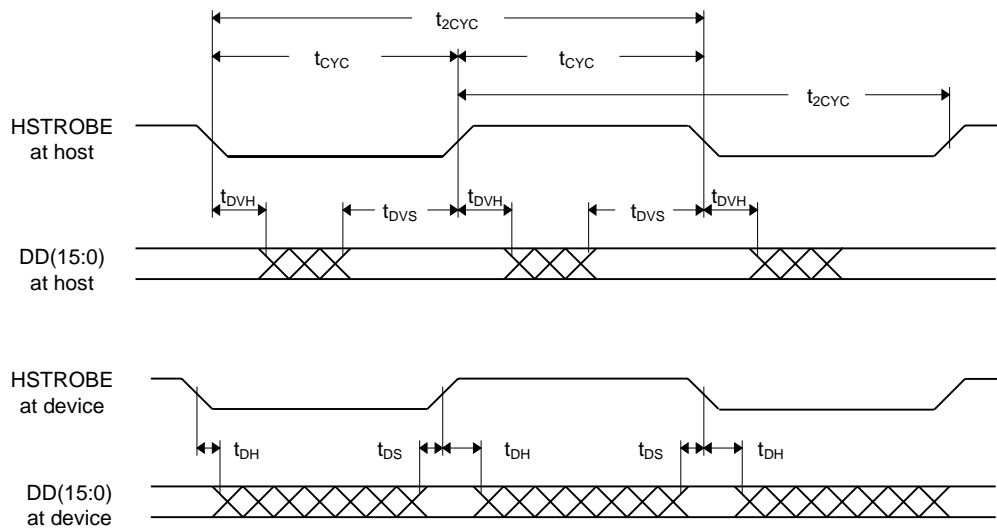 t2CYC
tCYC tCYC
t2CYC
HSTROBE
at host
tDVH tDVS tDVH tDVS tDVH
DD(15:0)
at host
HSTROBE
at device
tDH tDS tDH tDS tDH
DD(15:0)
at device